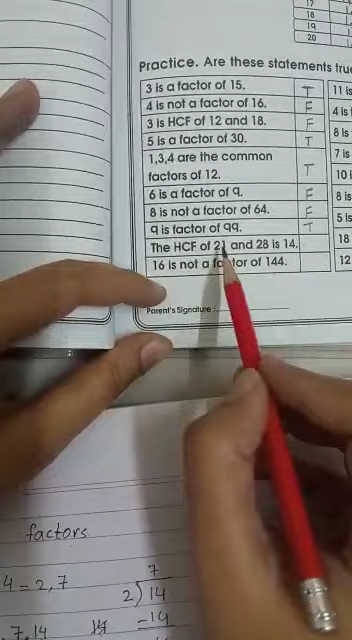 17
18
19
20
Practice. Are these statements true
3 is a factor of 15. T
4 is not a factor of 16. F
3 is HCF of 12 and 18. F
5 is a factor of 30. T
1,3,4 are the common
factors of 12. T
6 is a factor of 9. F
8 is not a factor of 64. F
9 is factor of 99. T
The HCF of 21 and 28 is 14.
16 is not a factor of 144.
11 is
4 is
8 is
7 is
10 i
8 is
5 is
18
12
Parent's Signature :
factors
4 = 2,7
7
2) 14
7,14
-14